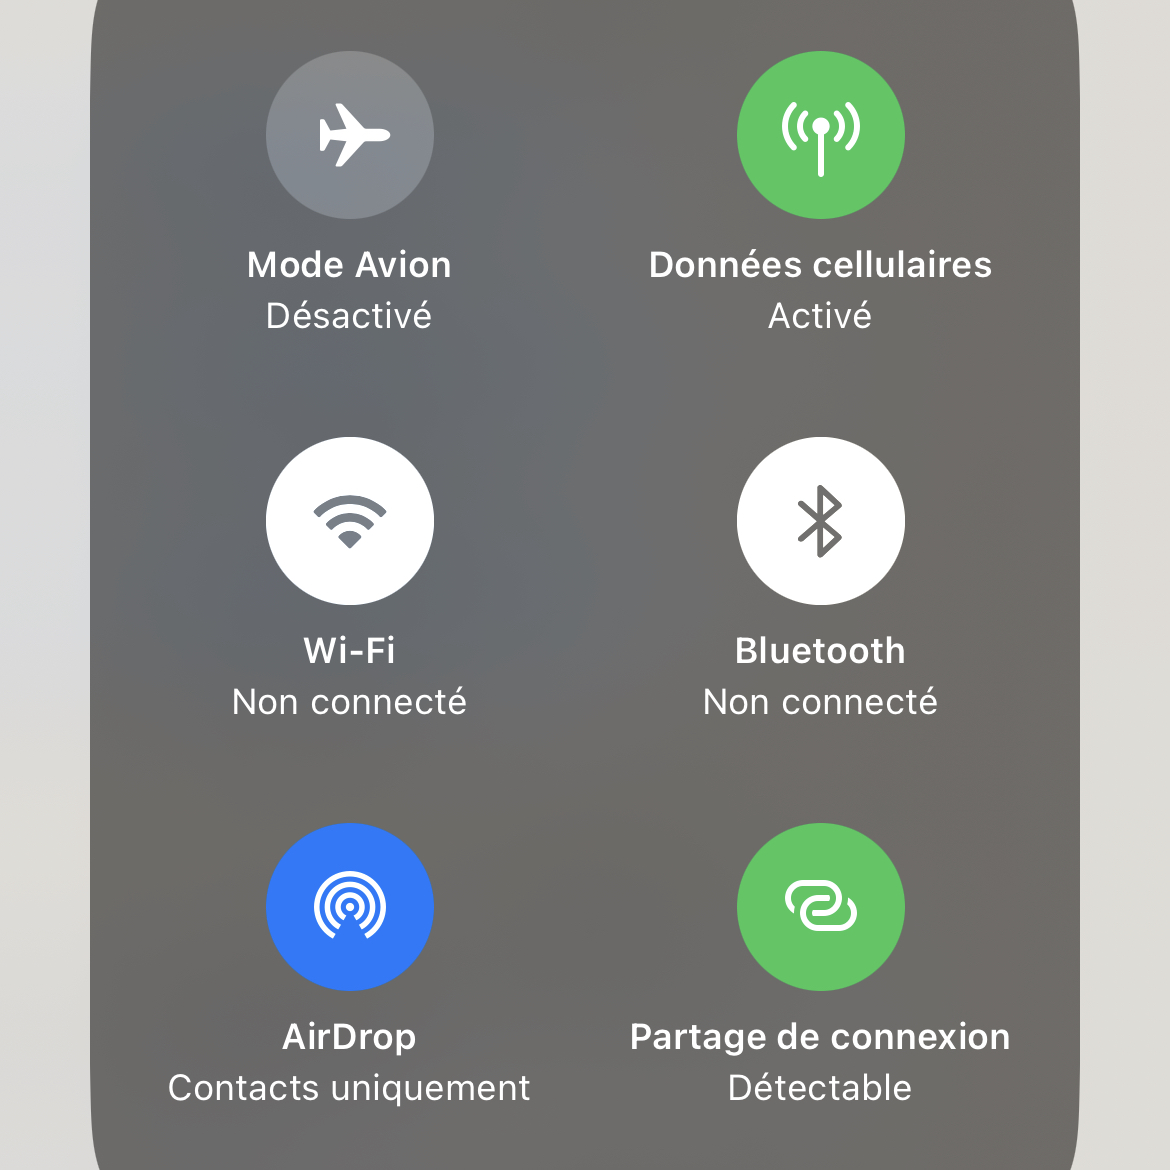 Mode Avion
Désactivé
Données cellulaires
Activé
Wi-Fi
Non connecté
Bluetooth
Non connecté
AirDrop
Contacts uniquement
Partage de connexion
Détectable